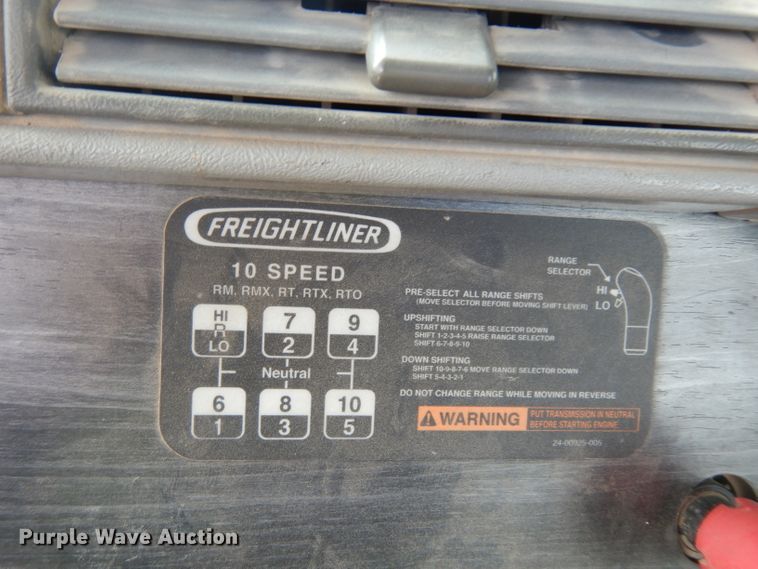 FREIGHTLINER
10 SPEED
RM, RMX, RT, RTX, RTO
HI
R
LO
7
2
9
4
Neutral
6
1
8
3
10
5
RANGE
SELECTOR
HI
LO
PRE-SELECT ALL RANGE SHIFTS
(MOVE SELECTOR BEFORE MOVING SHIFT LEVER)
UPSHIFTING
START WITH RANGE SELECTOR DOWN
SHIFT 1-2-3-4-5 RAISE RANGE SELECTOR
SHIFT 6-7-8-9-10
DOWN SHIFTING
SHIFT 10-9-8-7-6 MOVE RANGE SELECTOR DOWN
SHIFT 5-4-3-2-1
DO NOT CHANGE RANGE WHILE MOVING IN REVERSE
WARNING
PUT TRANSMISSION IN NEUTRAL
BEFORE STARTING ENGINE
24-00925-005
Purple Wave Auction